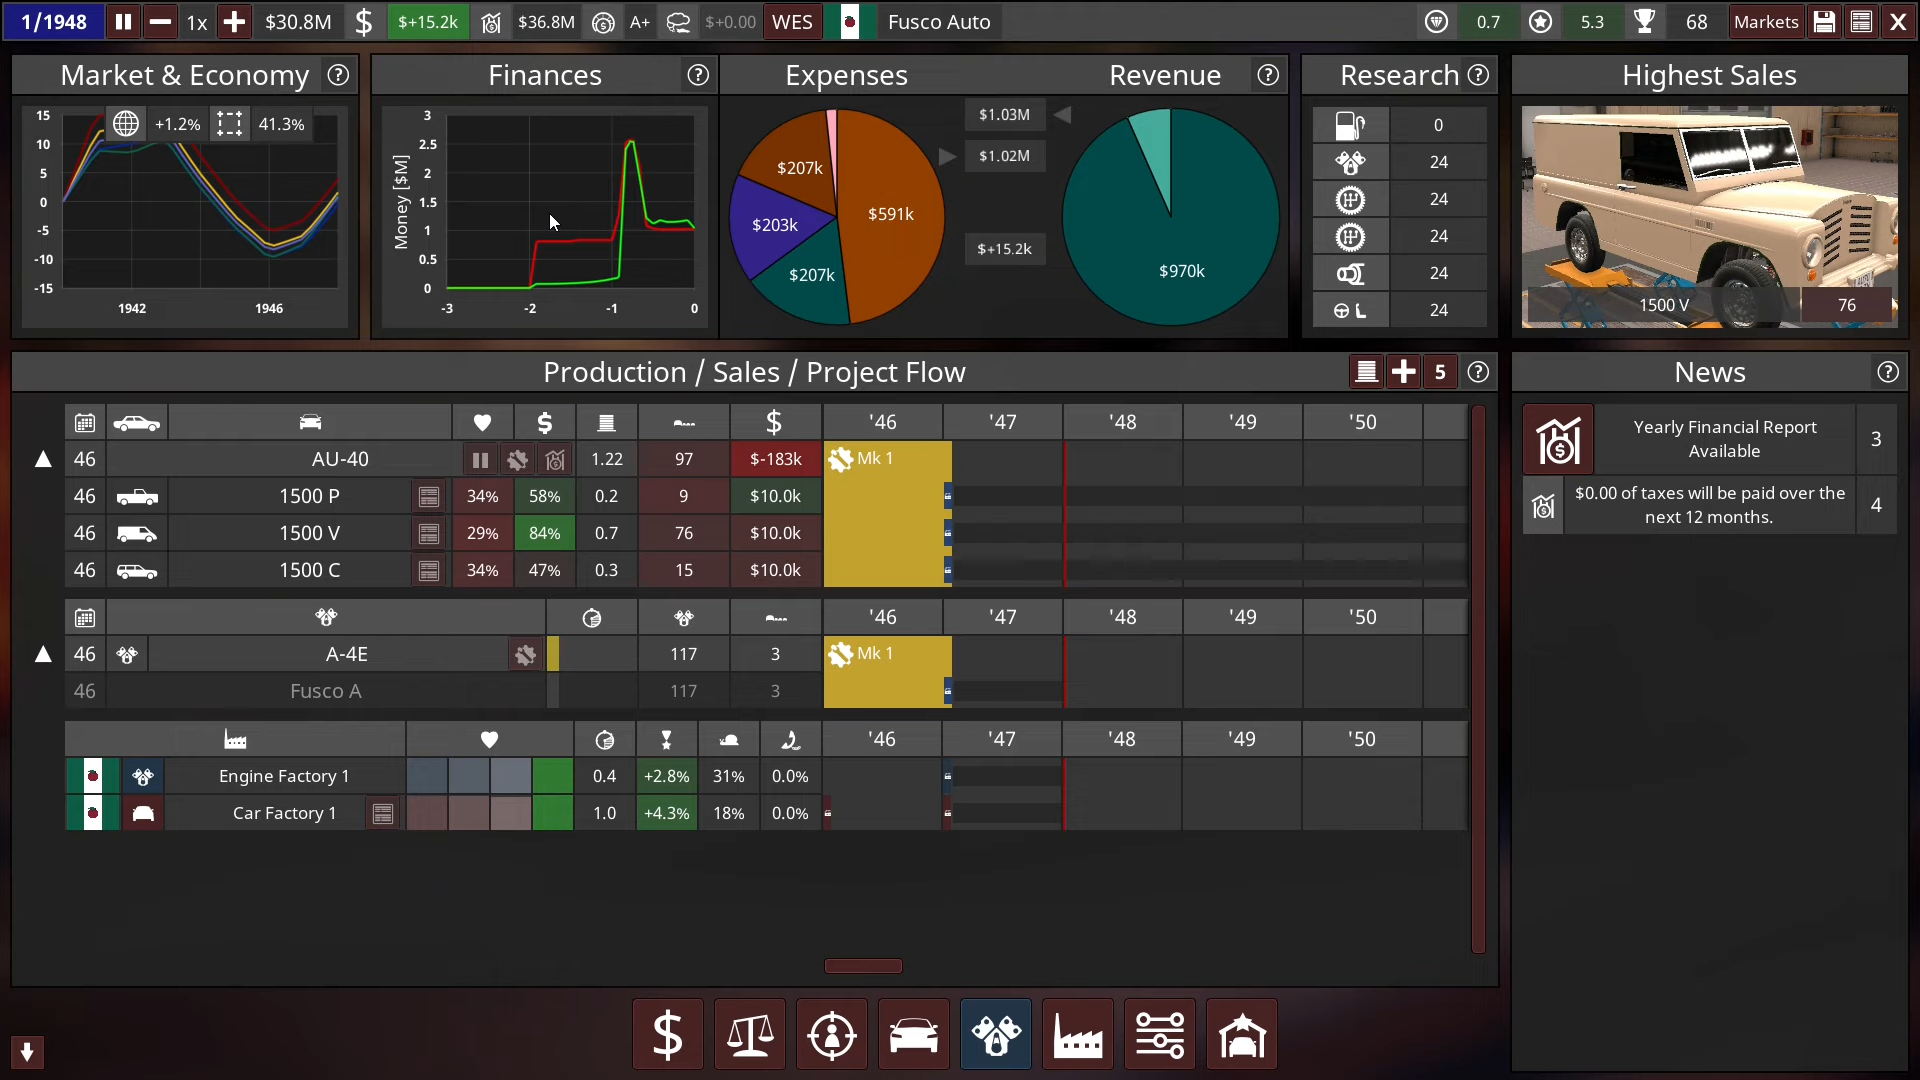 1/1948 1x $30.8M $+15.2k $36.8M A+ $+0.00 WES Fusco Auto 0.7 5.3 68 Markets X
Market & Economy ?
+1.2% 41.3%
15
10
5
0
-5
-10
-15
1942 1946
Finances ?
Money [$M]
3
2.5
2
1.5
1
0.5
0
-3 -2 -1 0
Expenses
$207k
$591k
$203k
$207k
$1.03M
$1.02M
$+15.2k
Revenue ?
$970k
Research ?
0
24
24
24
24
24
Highest Sales
1500 V 76
Production / Sales / Project Flow 5 ?
$ $ '46 '47 '48 '49 '50
46 AU-40 1.22 97 $-183k Mk 1
46 1500 P 34% 58% 0.2 9 $10.0k
46 1500 V 29% 84% 0.7 76 $10.0k
46 1500 C 34% 47% 0.3 15 $10.0k
'46 '47 '48 '49 '50
46 A-4E 117 3 Mk 1
46 Fusco A 117 3
'46 '47 '48 '49 '50
Engine Factory 1 0.4 +2.8% 31% 0.0%
Car Factory 1 1.0 +4.3% 18% 0.0%
News ?
Yearly Financial Report
Available
3
$0.00 of taxes will be paid over the
next 12 months.
4